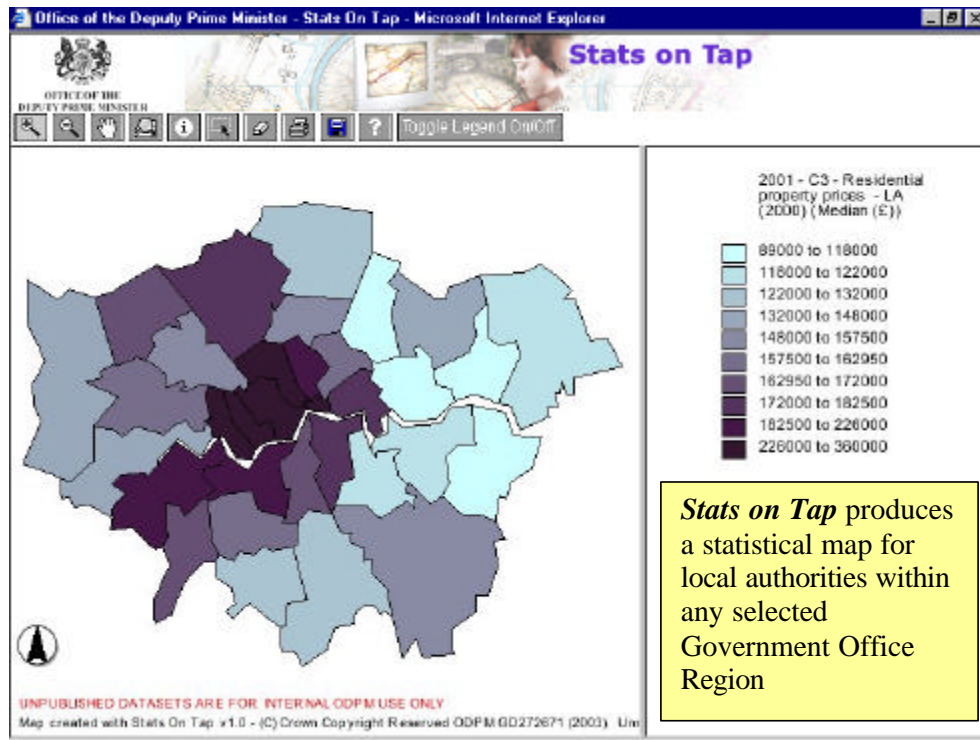 Office of the Deputy Prime Minister - Stats On Tap - Microsoft Internet Explorer
Stats on Tap
OFFICE OF THE
DEPUTY PRIME MINISTER
Toggle Legend On/Off
2001 - C3 - Residential
property prices - LA
(2000) (Median (£))
89000 to 118000
118000 to 122000
122000 to 132000
132000 to 148000
148000 to 157500
157500 to 162950
162950 to 172000
172000 to 182500
182500 to 226000
226000 to 360000
Stats on Tap produces
a statistical map for
local authorities within
any selected
Government Office
Region
UNPUBLISHED DATASETS ARE FOR INTERNAL ODPM USE ONLY
Map created with Stats On Tap v1.0 - (C) Crown Copyright Reserved ODPM GD272671 (2003). Um